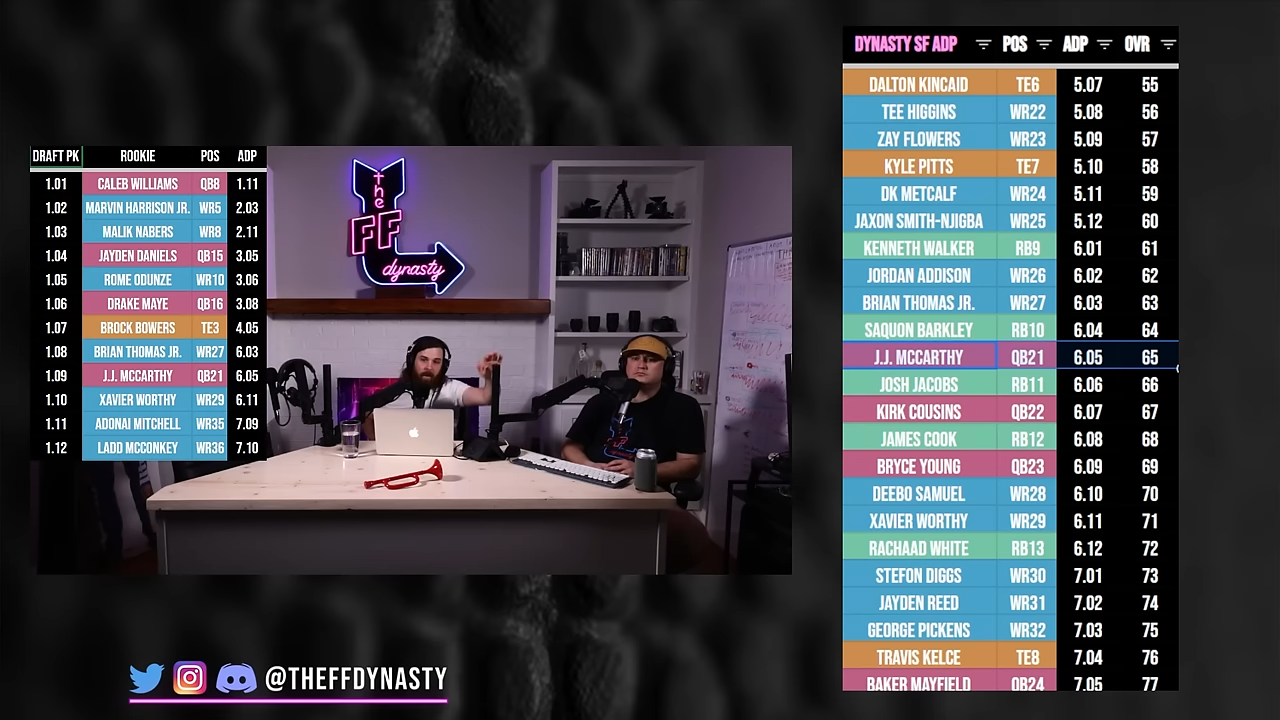 DRAFT PK ROOKIE POS ADP
1.01 CALEB WILLIAMS QB8 1.11
1.02 MARVIN HARRISON JR. WR5 2.03
1.03 MALIK NABERS WR8 2.11
1.04 JAYDEN DANIELS QB15 3.05
1.05 ROME ODUNZE WR10 3.06
1.06 DRAKE MAYE QB16 3.08
1.07 BROCK BOWERS TE3 4.05
1.08 BRIAN THOMAS JR. WR27 6.03
1.09 J.J. MCCARTHY QB21 6.05
1.10 XAVIER WORTHY WR29 6.11
1.11 ADONAI MITCHELL WR35 7.09
1.12 LADD MCCONKEY WR36 7.10
the
FF
dynasty
DYNASTY SF ADP POS ADP OVR
DALTON KINCAID TE6 5.07 55
TEE HIGGINS WR22 5.08 56
ZAY FLOWERS WR23 5.09 57
KYLE PITTS TE7 5.10 58
DK METCALF WR24 5.11 59
JAXON SMITH-NJIGBA WR25 5.12 60
KENNETH WALKER RB9 6.01 61
JORDAN ADDISON WR26 6.02 62
BRIAN THOMAS JR. WR27 6.03 63
SAQUON BARKLEY RB10 6.04 64
J.J. MCCARTHY QB21 6.05 65
JOSH JACOBS RB11 6.06 66
KIRK COUSINS QB22 6.07 67
JAMES COOK RB12 6.08 68
BRYCE YOUNG QB23 6.09 69
DEEBO SAMUEL WR28 6.10 70
XAVIER WORTHY WR29 6.11 71
RACHAAD WHITE RB13 6.12 72
STEFON DIGGS WR30 7.01 73
JAYDEN REED WR31 7.02 74
GEORGE PICKENS WR32 7.03 75
TRAVIS KELCE TE8 7.04 76
BAKER MAYFIELD QB24 7.05 77
@THEFFDYNASTY